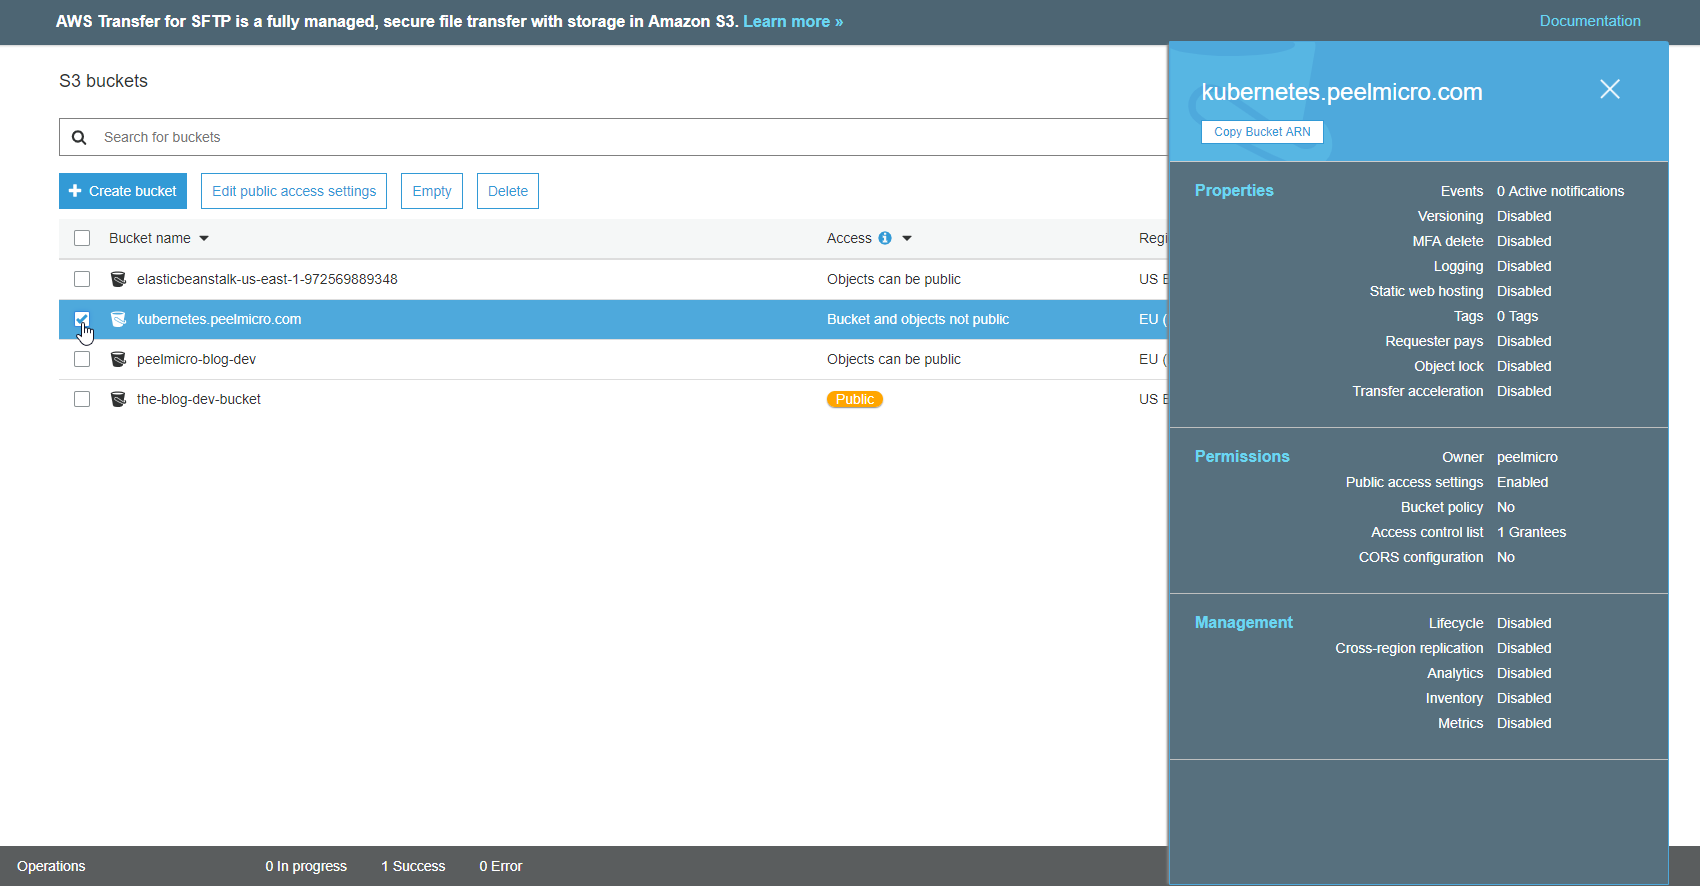 AWS Transfer for SFTP is a fully managed, secure file transfer with storage in Amazon S3. Learn more »
Documentation
S3 buckets
Search for buckets
Create bucket
Edit public access settings
Empty
Delete
Bucket name
Access
Regi
elasticbeanstalk-us-east-1-972569889348
Objects can be public
US E
kubernetes.peelmicro.com
Bucket and objects not public
EU (
peelmicro-blog-dev
Objects can be public
EU (
the-blog-dev-bucket
Public
US E
kubernetes.peelmicro.com
Copy Bucket ARN
Properties
Events 0 Active notifications
Versioning Disabled
MFA delete Disabled
Logging Disabled
Static web hosting Disabled
Tags 0 Tags
Requester pays Disabled
Object lock Disabled
Transfer acceleration Disabled
Permissions
Owner peelmicro
Public access settings Enabled
Bucket policy No
Access control list 1 Grantees
CORS configuration No
Management
Lifecycle Disabled
Cross-region replication Disabled
Analytics Disabled
Inventory Disabled
Metrics Disabled
Operations
0 In progress
1 Success
0 Error